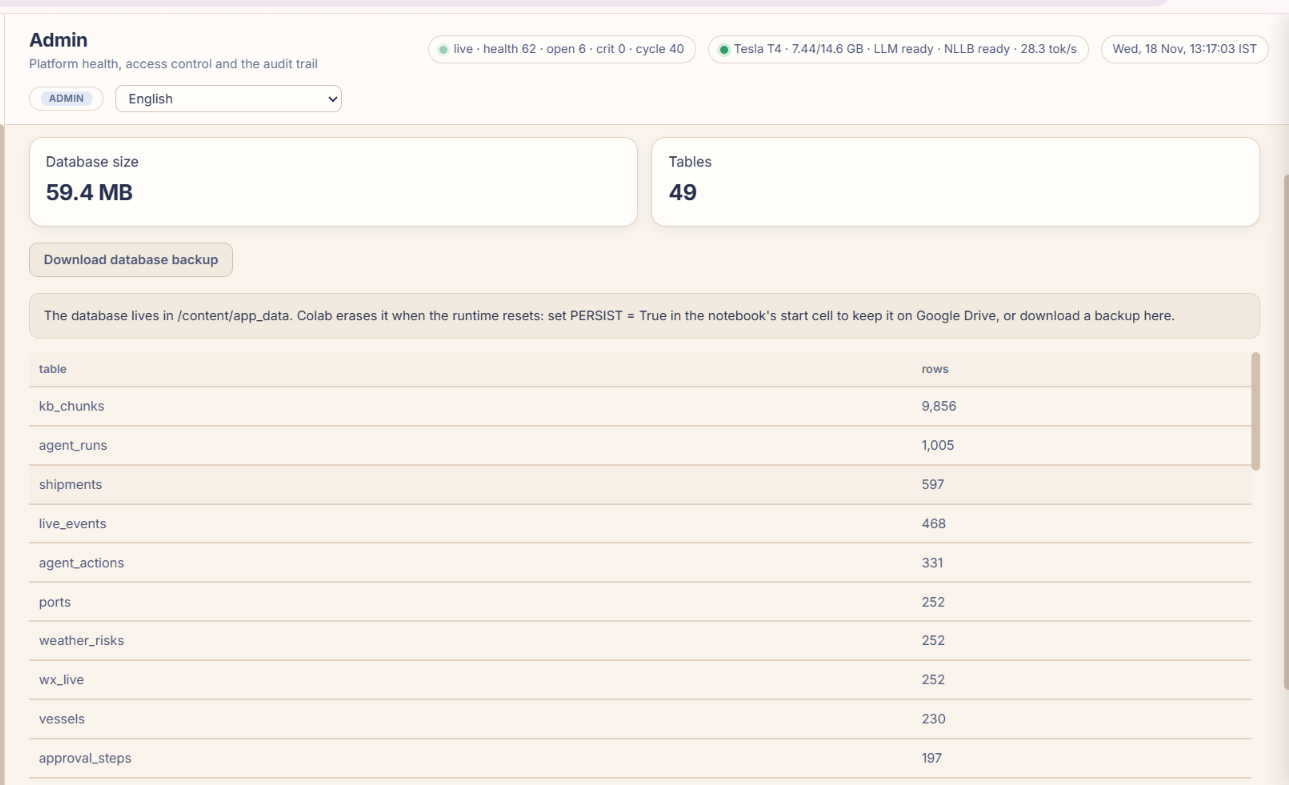 Admin
Platform health, access control and the audit trail
live · health 62 · open 6 · crit 0 · cycle 40
Tesla T4 · 7.44/14.6 GB · LLM ready · NLLB ready · 28.3 tok/s
Wed, 18 Nov, 13:17:03 IST
ADMIN
English
Database size
59.4 MB
Tables
49
Download database backup
The database lives in /content/app_data. Colab erases it when the runtime resets: set PERSIST = True in the notebook's start cell to keep it on Google Drive, or download a backup here.
table rows
kb_chunks 9,856
agent_runs 1,005
shipments 597
live_events 468
agent_actions 331
ports 252
weather_risks 252
wx_live 252
vessels 230
approval_steps 197